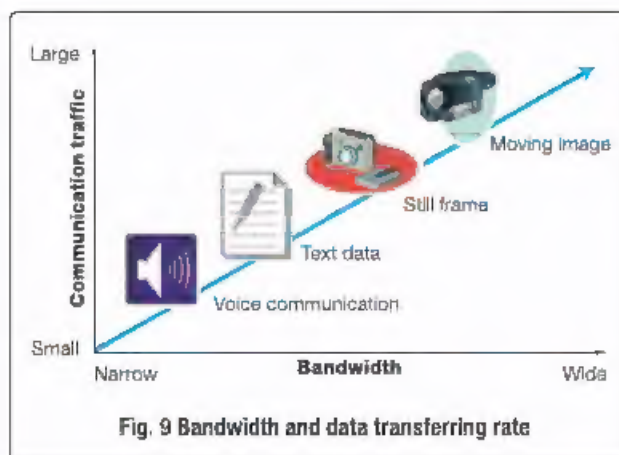 Large
Communication traffic
Moving image
Still frame
Text data
Voice communication
Small
Narrow
Bandwidth
Wide
Fig. 9 Bandwidth and data transferring rate